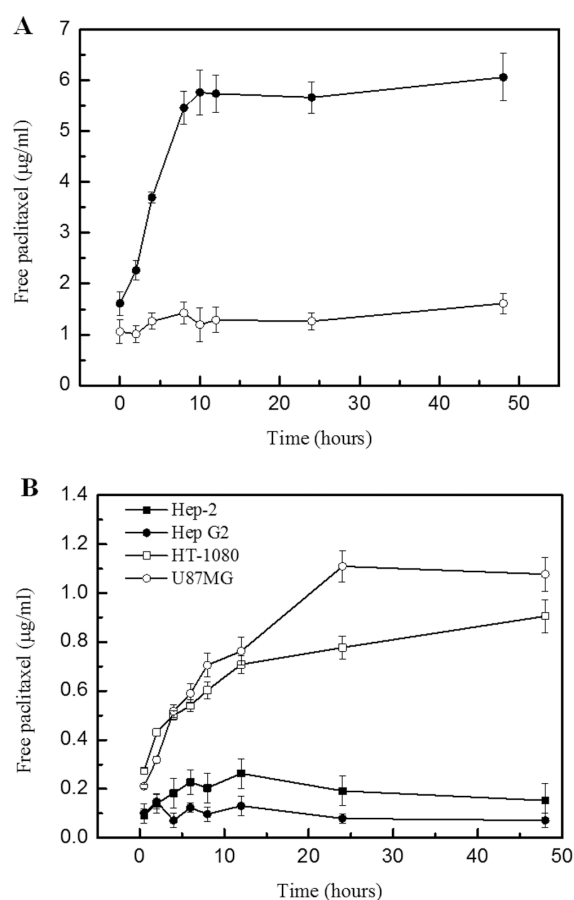 A
7
6
5
4
3
2
1
0
Free paclitaxel (µg/ml)
0 10 20 30 40 50
Time (hours)
B
1.4
1.2
1.0
0.8
0.6
0.4
0.2
0.0
Free paclitaxel (µg/ml)
Hep-2
Hep G2
HT-1080
U87MG
0 10 20 30 40 50
Time (hours)